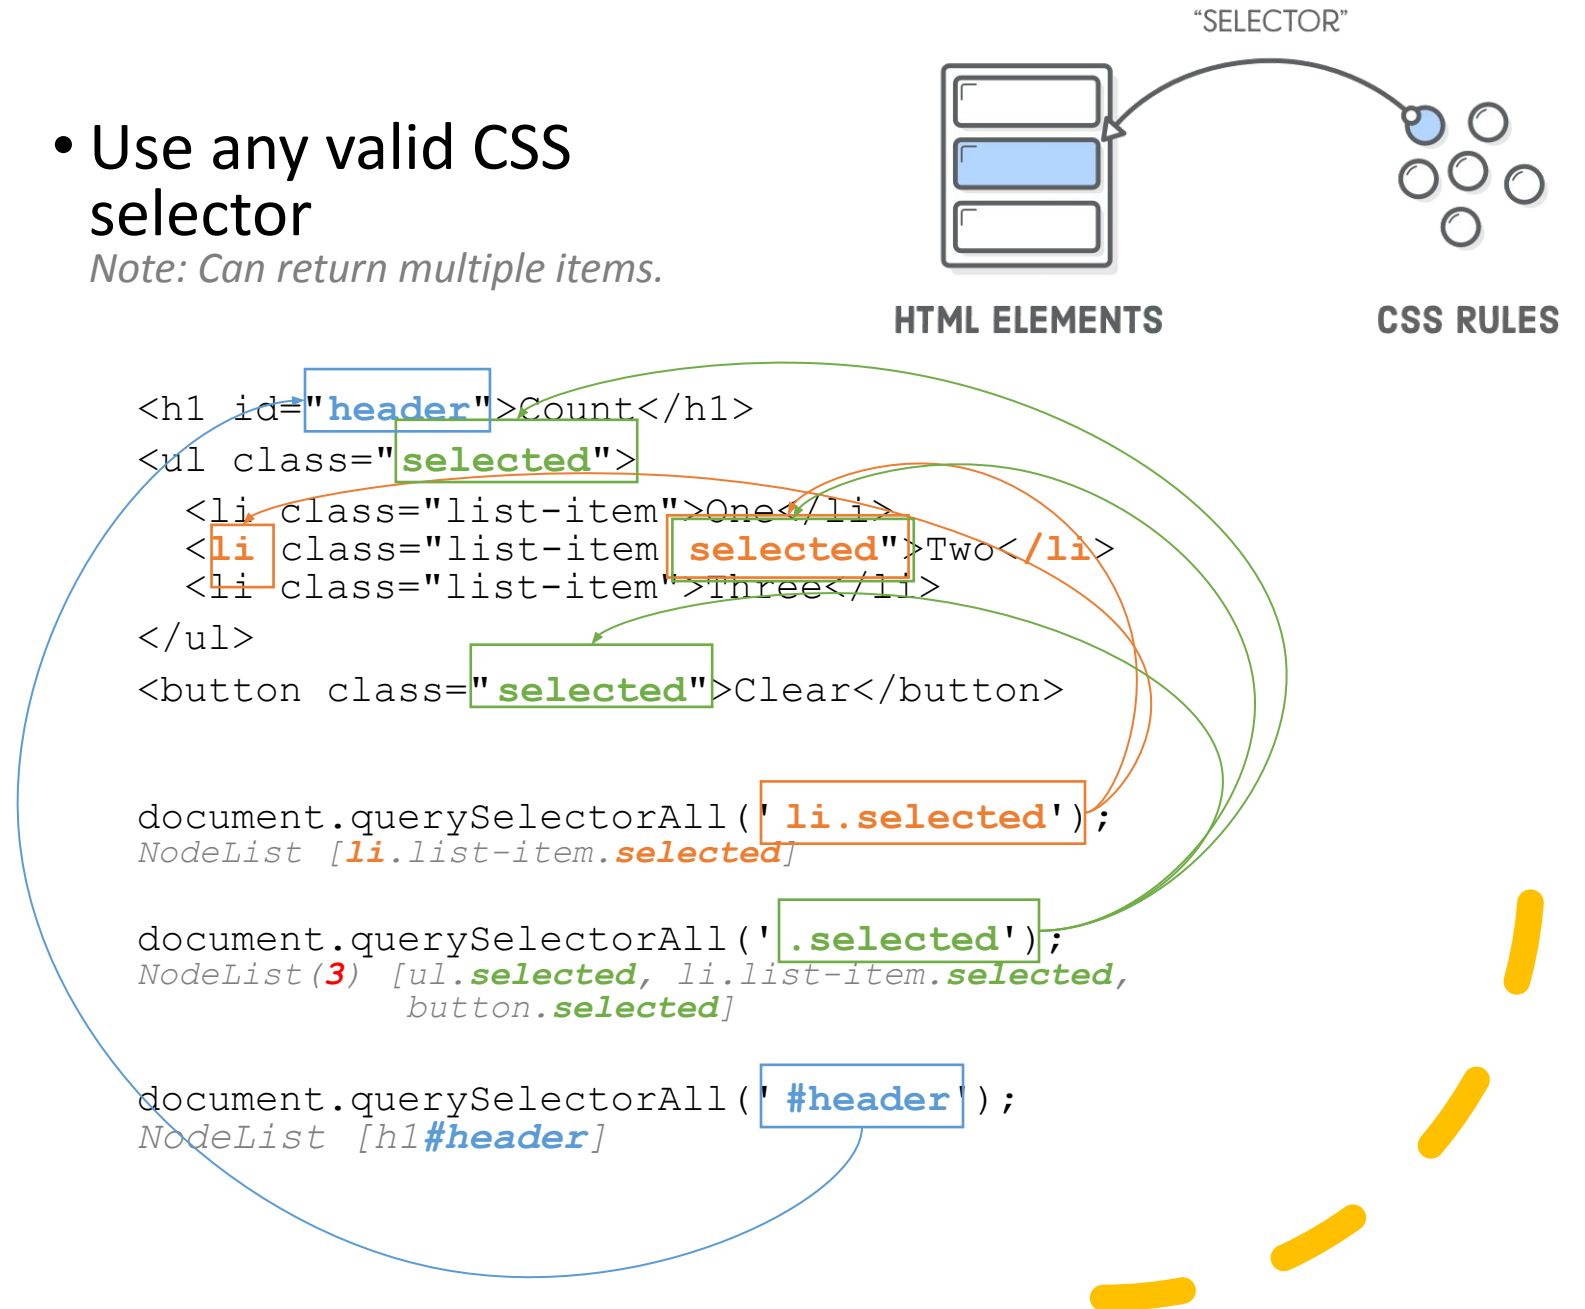 “SELECTOR”
• Use any valid CSS
selector
Note: Can return multiple items.
HTML ELEMENTS
CSS RULES
<h1 id="header">Count</h1>
<ul class="selected">
<li class="list-item">One</li>
<li class="list-item selected">Two</li>
<li class="list-item">Three</li>
</ul>
<button class="selected">Clear</button>
document.querySelectorAll('li.selected');
NodeList [li.list-item.selected]
document.querySelectorAll('.selected');
NodeList(3) [ul.selected, li.list-item.selected,
button.selected]
document.querySelectorAll('#header');
NodeList [h1#header]